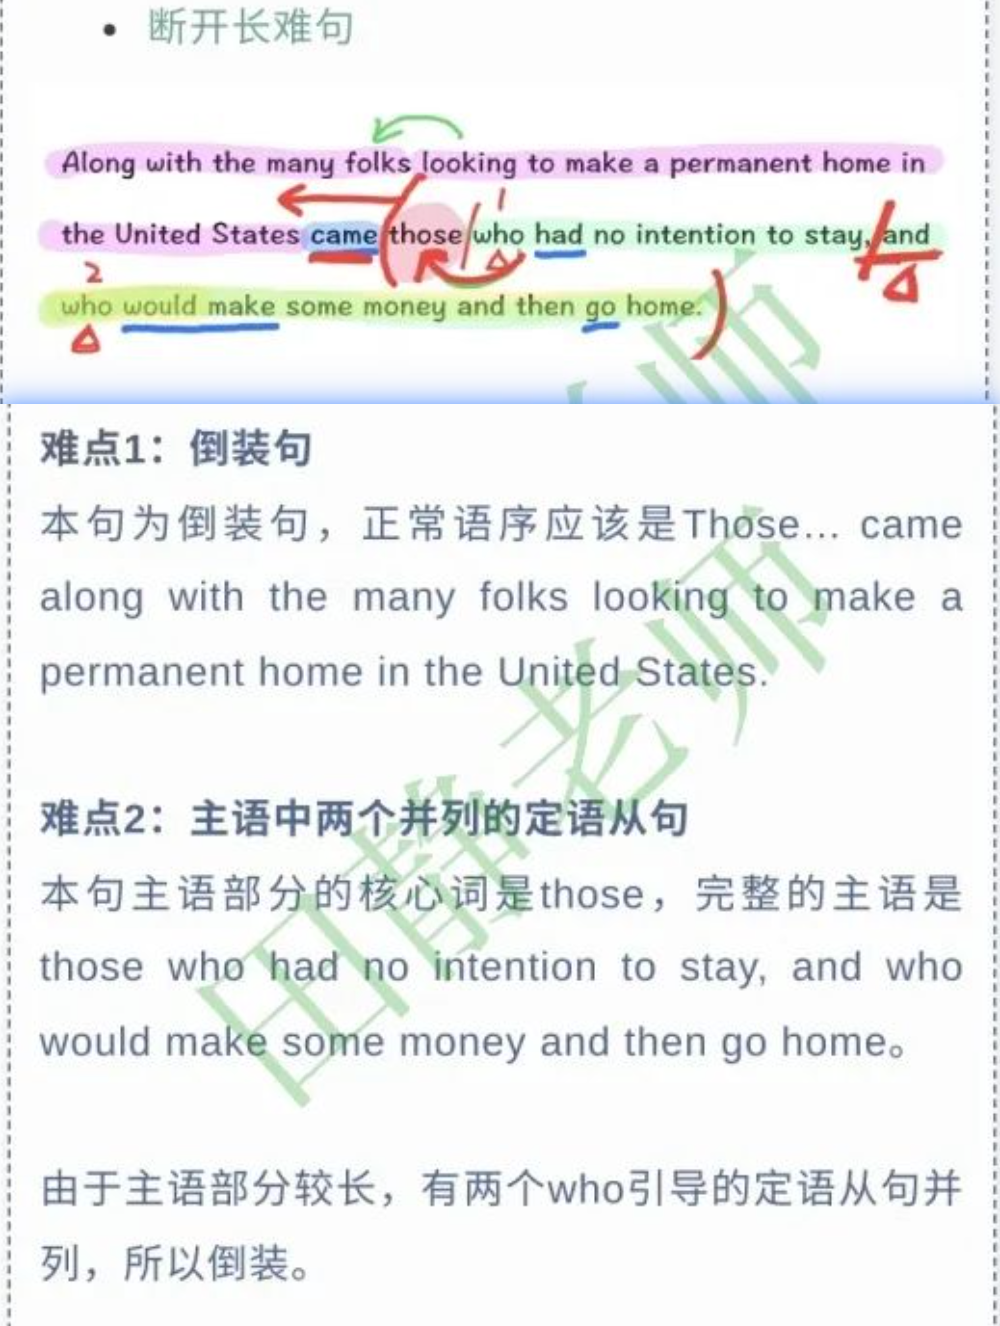 断开长难句
Along with the many folks looking to make a permanent home in
the United States came those who had no intention to stay, and
who would make some money and then go home.
1
2
难点1：倒装句
本句为倒装句，正常语序应该是Those... came
along with the many folks looking to make a
permanent home in the United States.
难点2：主语中两个并列的定语从句
本句主语部分的核心词是those，完整的主语是
those who had no intention to stay, and who
would make some money and then go home。
由于主语部分较长，有两个who引导的定语从句并
列，所以倒装。
田静老师
老师